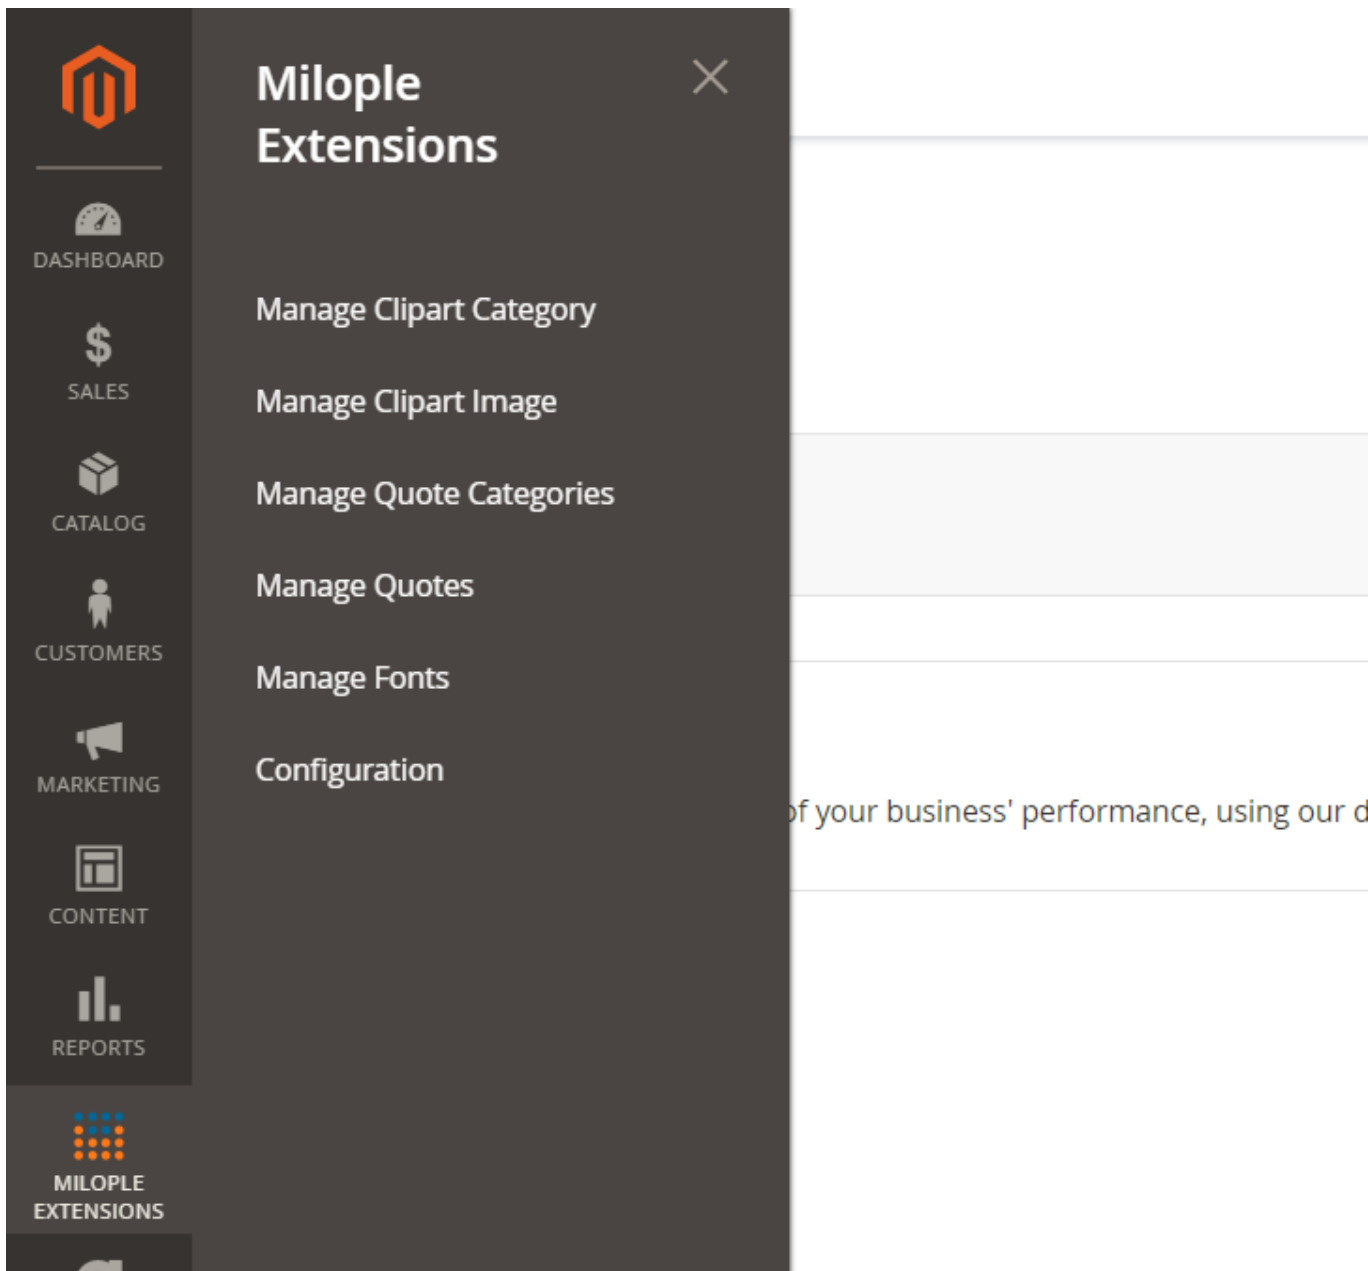 DASHBOARD
SALES
CATALOG
CUSTOMERS
MARKETING
CONTENT
REPORTS
MILOPLE
EXTENSIONS
Milople
Extensions
Manage Clipart Category
Manage Clipart Image
Manage Quote Categories
Manage Quotes
Manage Fonts
Configuration
of your business' performance, using our d